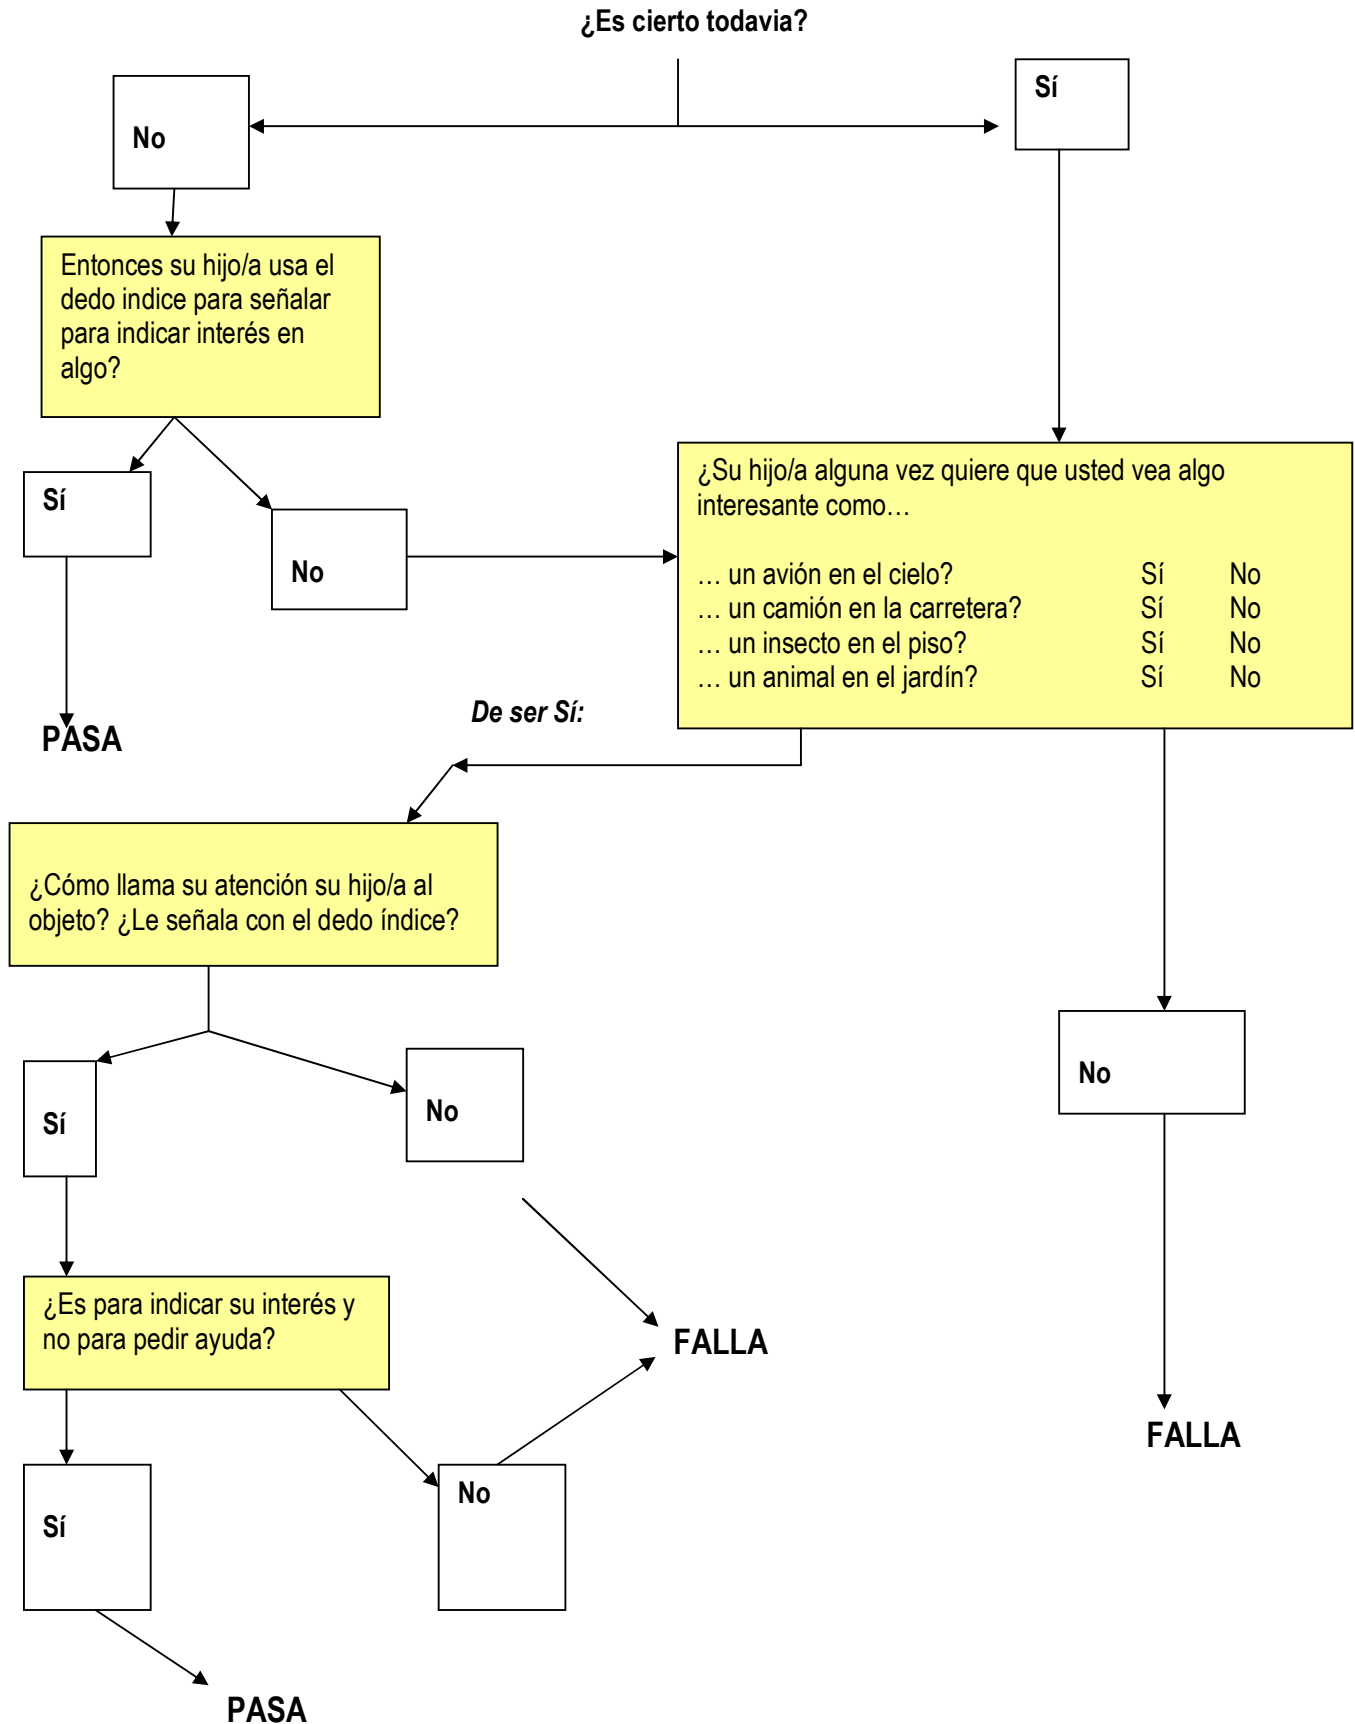 ¿Es cierto todavia?
No
Sí
Entonces su hijo/a usa el
dedo indice para señalar
para indicar interés en
algo?
Sí
No
¿Su hijo/a alguna vez quiere que usted vea algo
interesante como…
… un avión en el cielo? Sí No
… un camión en la carretera? Sí No
… un insecto en el piso? Sí No
… un animal en el jardín? Sí No
PASA
De ser Sí:
¿Cómo llama su atención su hijo/a al
objeto? ¿Le señala con el dedo índice?
Sí
No
No
¿Es para indicar su interés y
no para pedir ayuda?
FALLA
FALLA
Sí
No
PASA